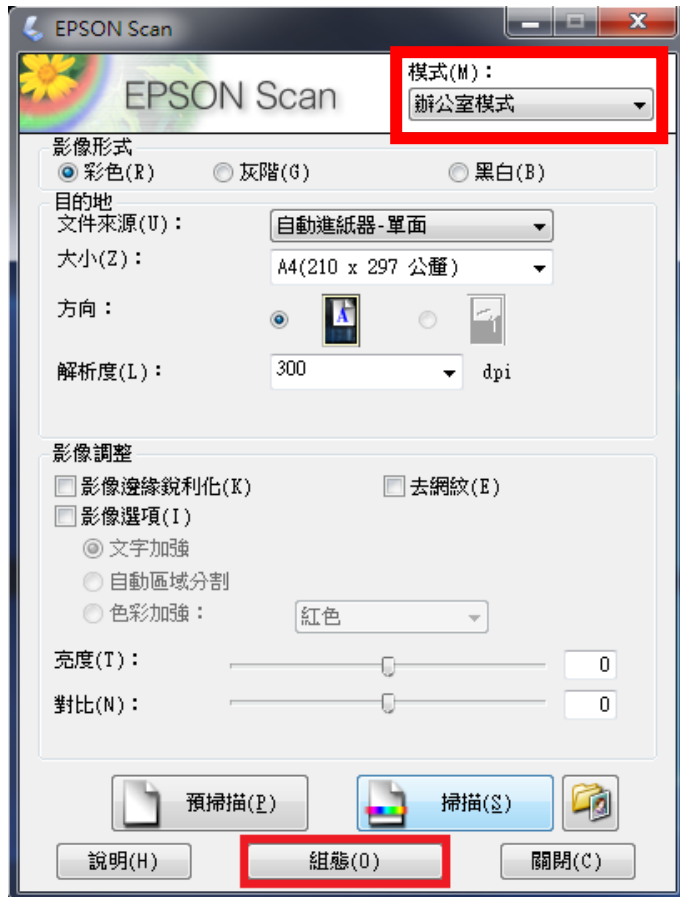 EPSON Scan
EPSON Scan
模式(M)：
辦公室模式
影像形式
彩色(R) 灰階(G) 黑白(B)
目的地
文件來源(U)： 自動進紙器-單面
大小(Z)： A4(210 x 297 公釐)
方向： A
解析度(L)： 300 dpi
影像調整
影像邊緣銳利化(K) 去網紋(E)
影像選項(I)
文字加強
自動區域分割
色彩加強： 紅色
亮度(T)： 0
對比(N)： 0
預掃描(P) 掃描(S)
說明(H) 組態(O) 關閉(C)